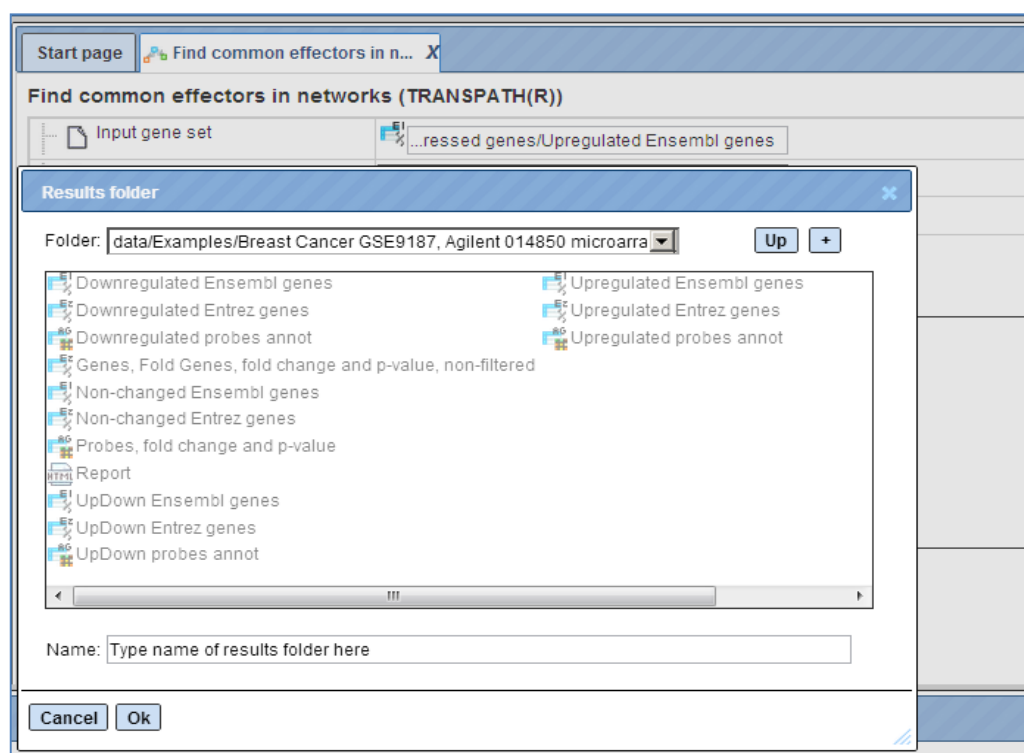 Start page
Find common effectors in n... X
Find common effectors in networks (TRANSPATH(R))
Input gene set
...ressed genes/Upregulated Ensembl genes
Results folder
Folder: data/Examples/Breast Cancer GSE9187, Agilent 014850 microarra
Up +
Downregulated Ensembl genes
Upregulated Ensembl genes
Downregulated Entrez genes
Upregulated Entrez genes
Downregulated probes annot
Upregulated probes annot
Genes, Fold Genes, fold change and p-value, non-filtered
Non-changed Ensembl genes
Non-changed Entrez genes
Probes, fold change and p-value
Report
UpDown Ensembl genes
UpDown Entrez genes
UpDown probes annot
Name: Type name of results folder here
Cancel Ok